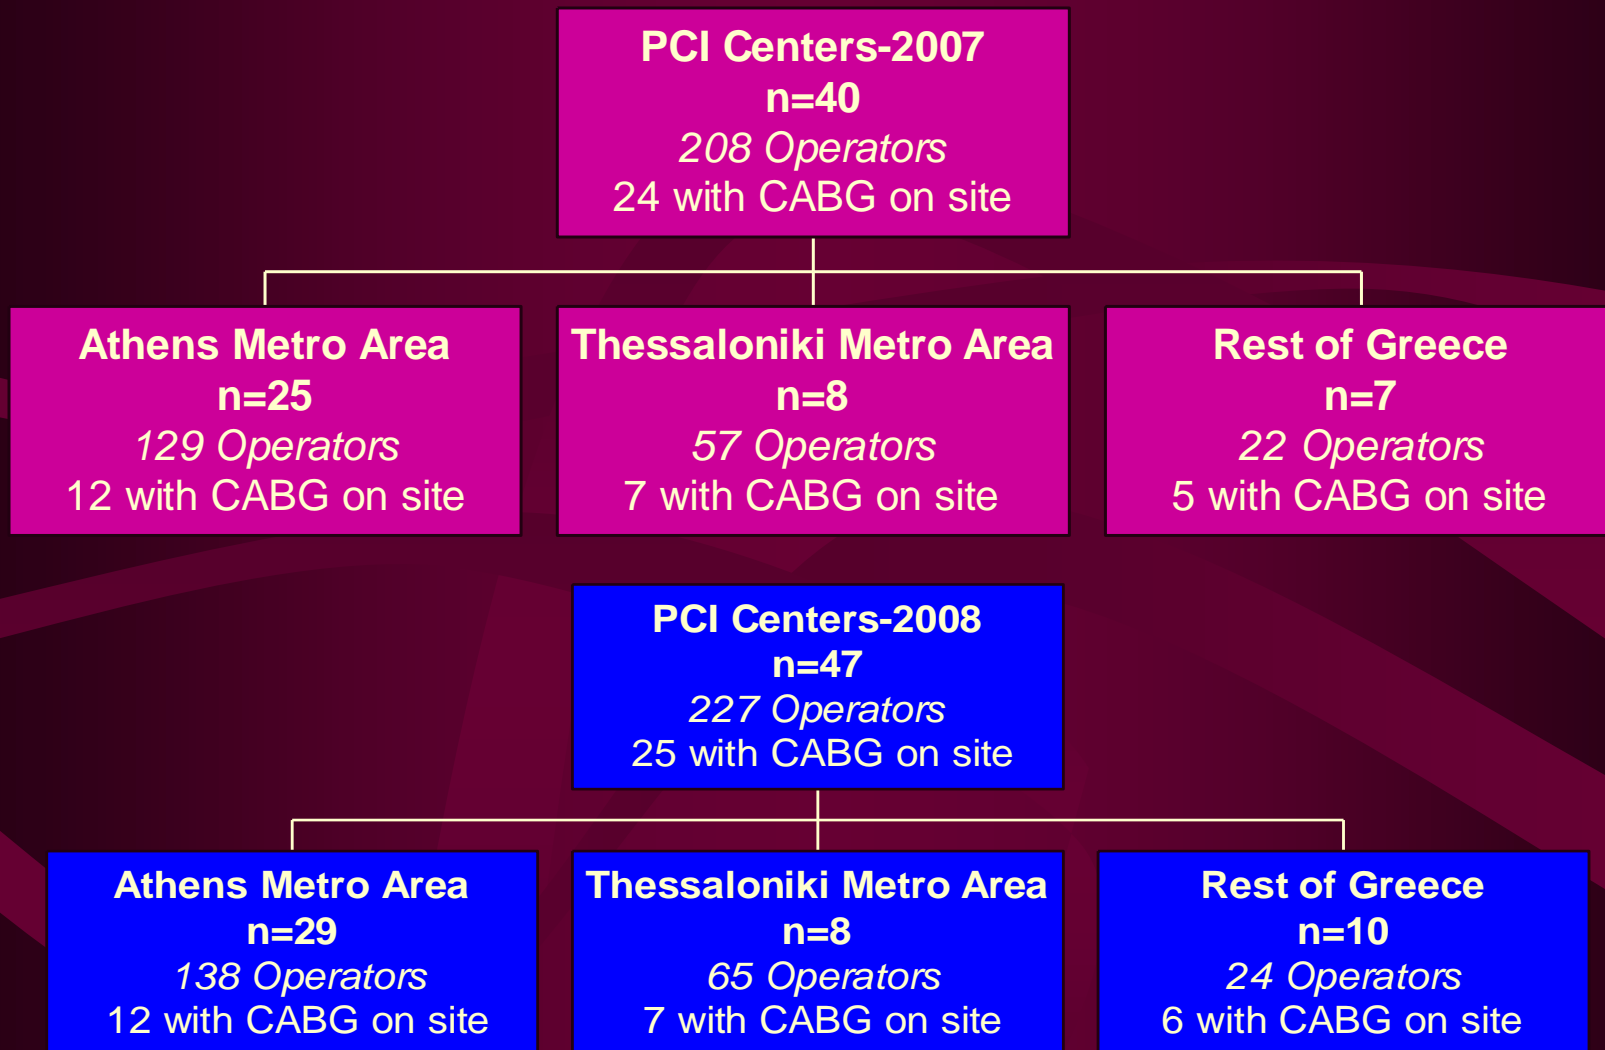 PCI Centers-2007
n=40
208 Operators
24 with CABG on site
Athens Metro Area
n=25
129 Operators
12 with CABG on site
Thessaloniki Metro Area
n=8
57 Operators
7 with CABG on site
Rest of Greece
n=7
22 Operators
5 with CABG on site
PCI Centers-2008
n=47
227 Operators
25 with CABG on site
Athens Metro Area
n=29
138 Operators
12 with CABG on site
Thessaloniki Metro Area
n=8
65 Operators
7 with CABG on site
Rest of Greece
n=10
24 Operators
6 with CABG on site